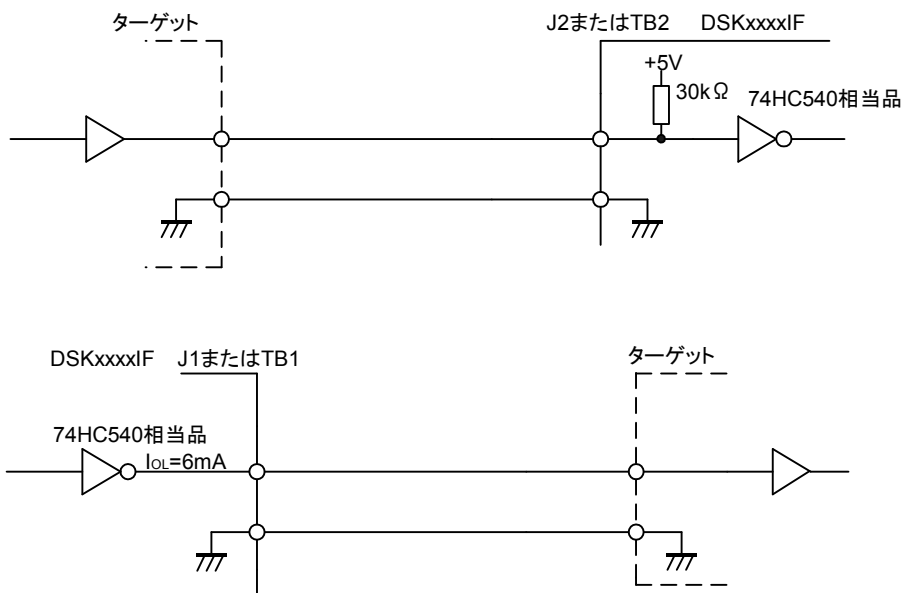 ターゲット
J2またはTB2 DSKxxxxIF
+5V
30kΩ
74HC540相当品
DSKxxxxIF J1またはTB1
ターゲット
74HC540相当品
IOL=6mA